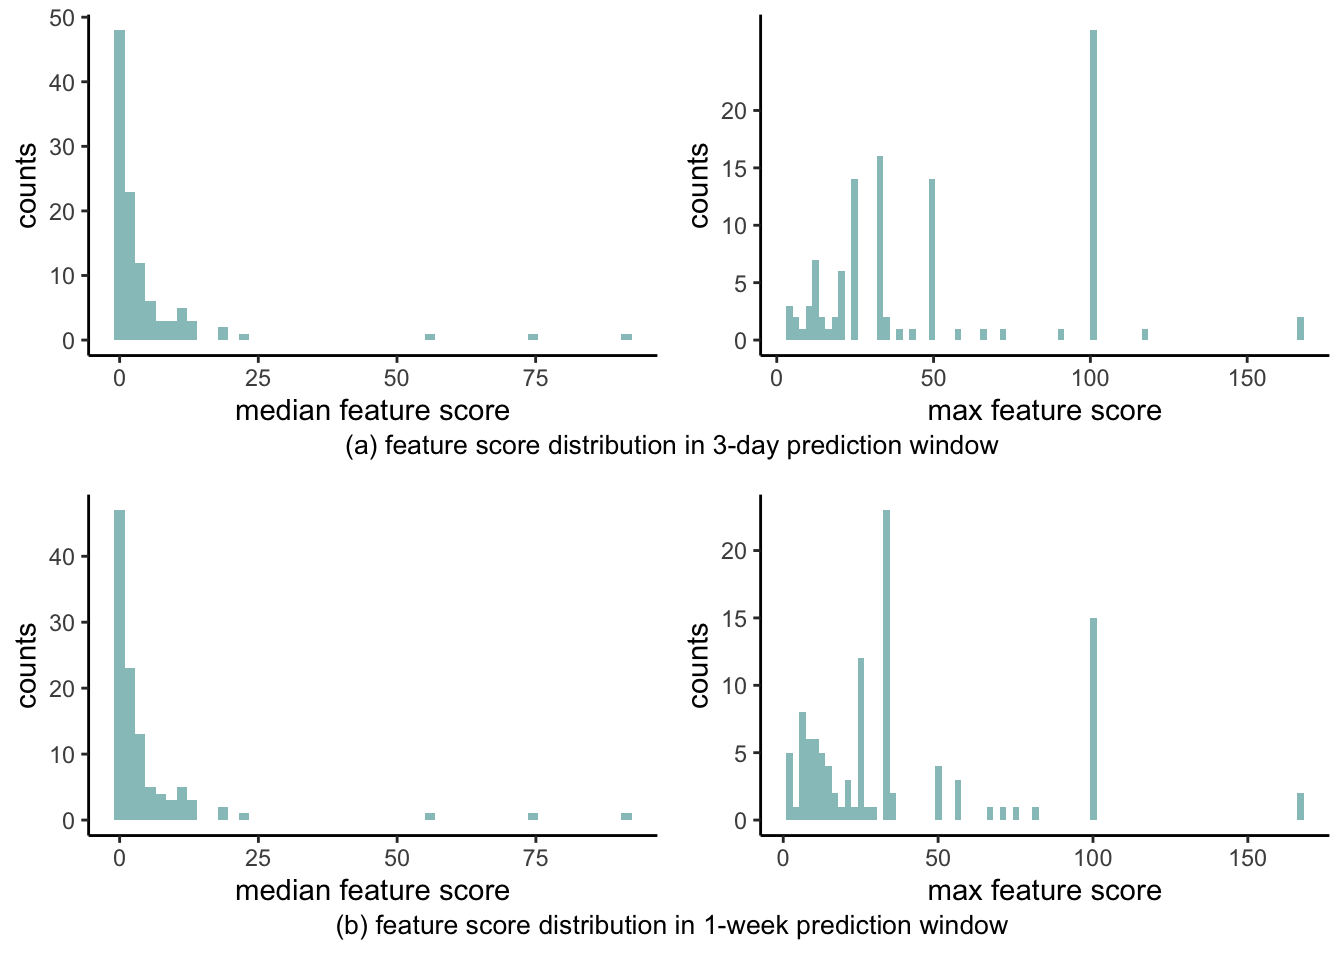 50
40
30
20
10
0
counts
0 25 50 75
median feature score
20
15
10
5
0
counts
0 50 100 150
max feature score
(a) feature score distribution in 3-day prediction window
40
30
20
10
0
counts
0 25 50 75
median feature score
20
15
10
5
0
counts
0 50 100 150
max feature score
(b) feature score distribution in 1-week prediction window